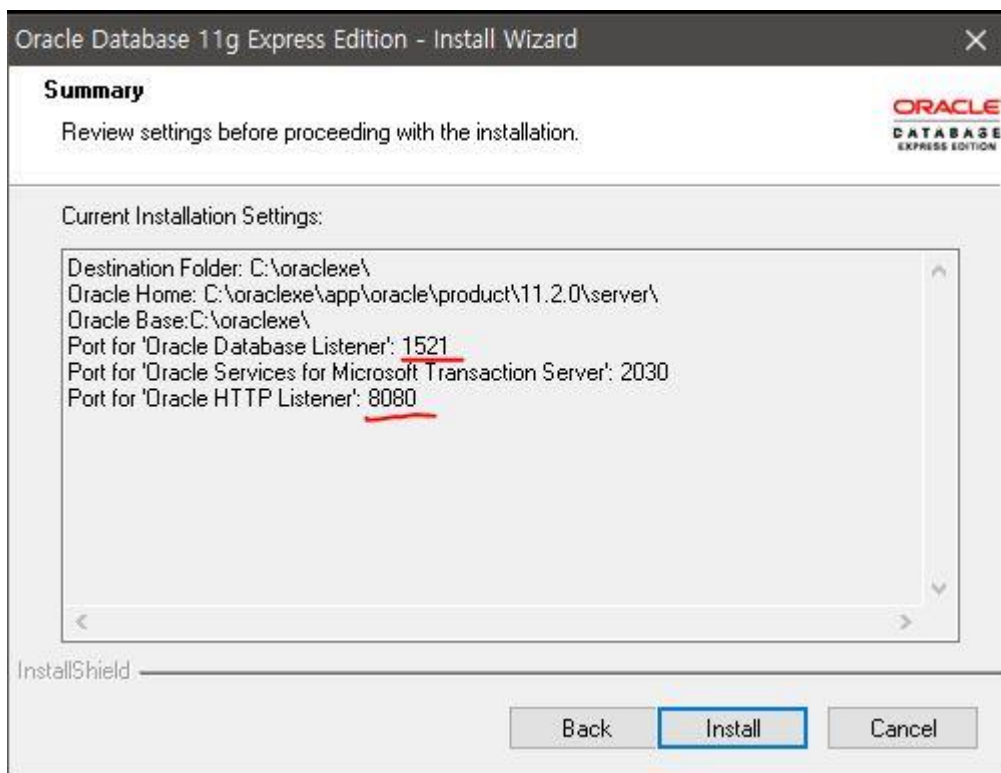 Oracle Database 11g Express Edition - Install Wizard
Summary
Review settings before proceeding with the installation.
ORACLE
DATABASE
EXPRESS EDITION
Current Installation Settings:
Destination Folder: C:\oraclexe\
Oracle Home: C:\oraclexe\app\oracle\product\11.2.0\server\
Oracle Base:C:\oraclexe\
Port for 'Oracle Database Listener': 1521
Port for 'Oracle Services for Microsoft Transaction Server': 2030
Port for 'Oracle HTTP Listener': 8080
InstallShield
Back Install Cancel